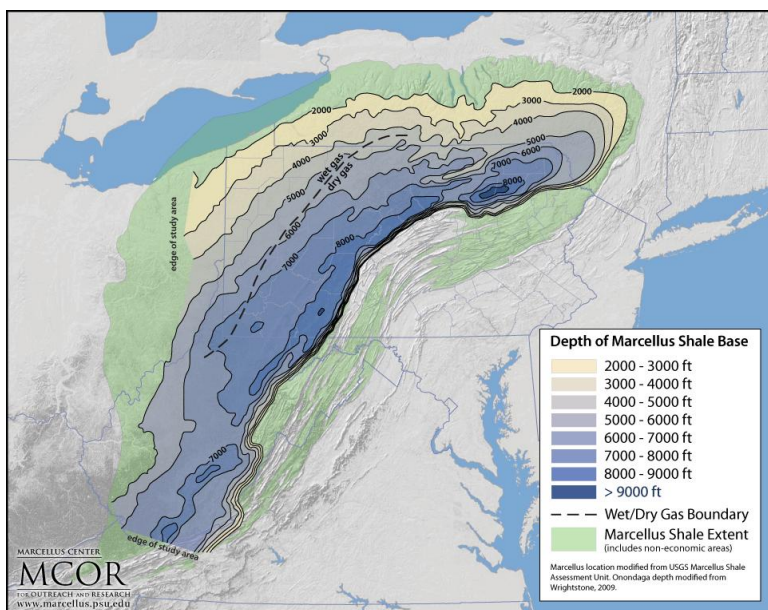 2000
2000
3000
3000
4000
4000
5000
5000
6000
6000
7000
7000
8000
8000
7000
wet gas
dry gas
edge of study area
edge of study area
Depth of Marcellus Shale Base
2000 - 3000 ft
3000 - 4000 ft
4000 - 5000 ft
5000 - 6000 ft
6000 - 7000 ft
7000 - 8000 ft
8000 - 9000 ft
> 9000 ft
Wet/Dry Gas Boundary
Marcellus Shale Extent
(includes non-economic areas)
Marcellus location modified from USGS Marcellus Shale
Assessment Unit. Onondaga depth modified from
Wrightstone, 2009.
MARCELLUS CENTER
MCOR
FOR OUTREACH AND RESEARCH
www.marcellus.psu.edu